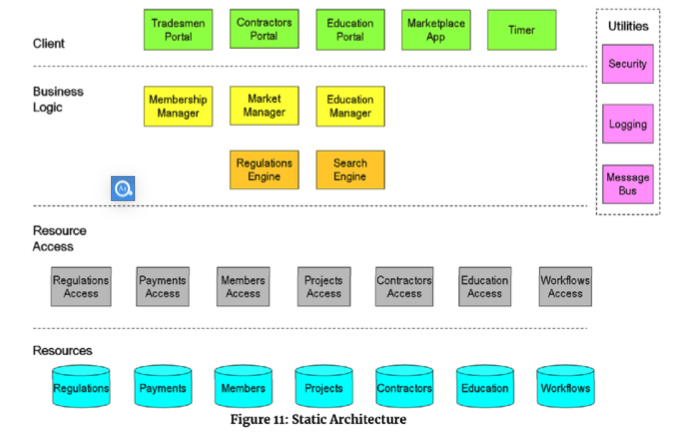 Client
Tradesmen
Portal
Contractors
Portal
Education
Portal
Marketplace
App
Timer
Utilities
Security
Logging
Message
Bus
Business
Logic
Membership
Manager
Market
Manager
Education
Manager
Regulations
Engine
Search
Engine
Resource
Access
Regulations
Access
Payments
Access
Members
Access
Projects
Access
Contractors
Access
Education
Access
Workflows
Access
Resources
Regulations
Payments
Members
Projects
Contractors
Education
Workflows
Figure 11: Static Architecture